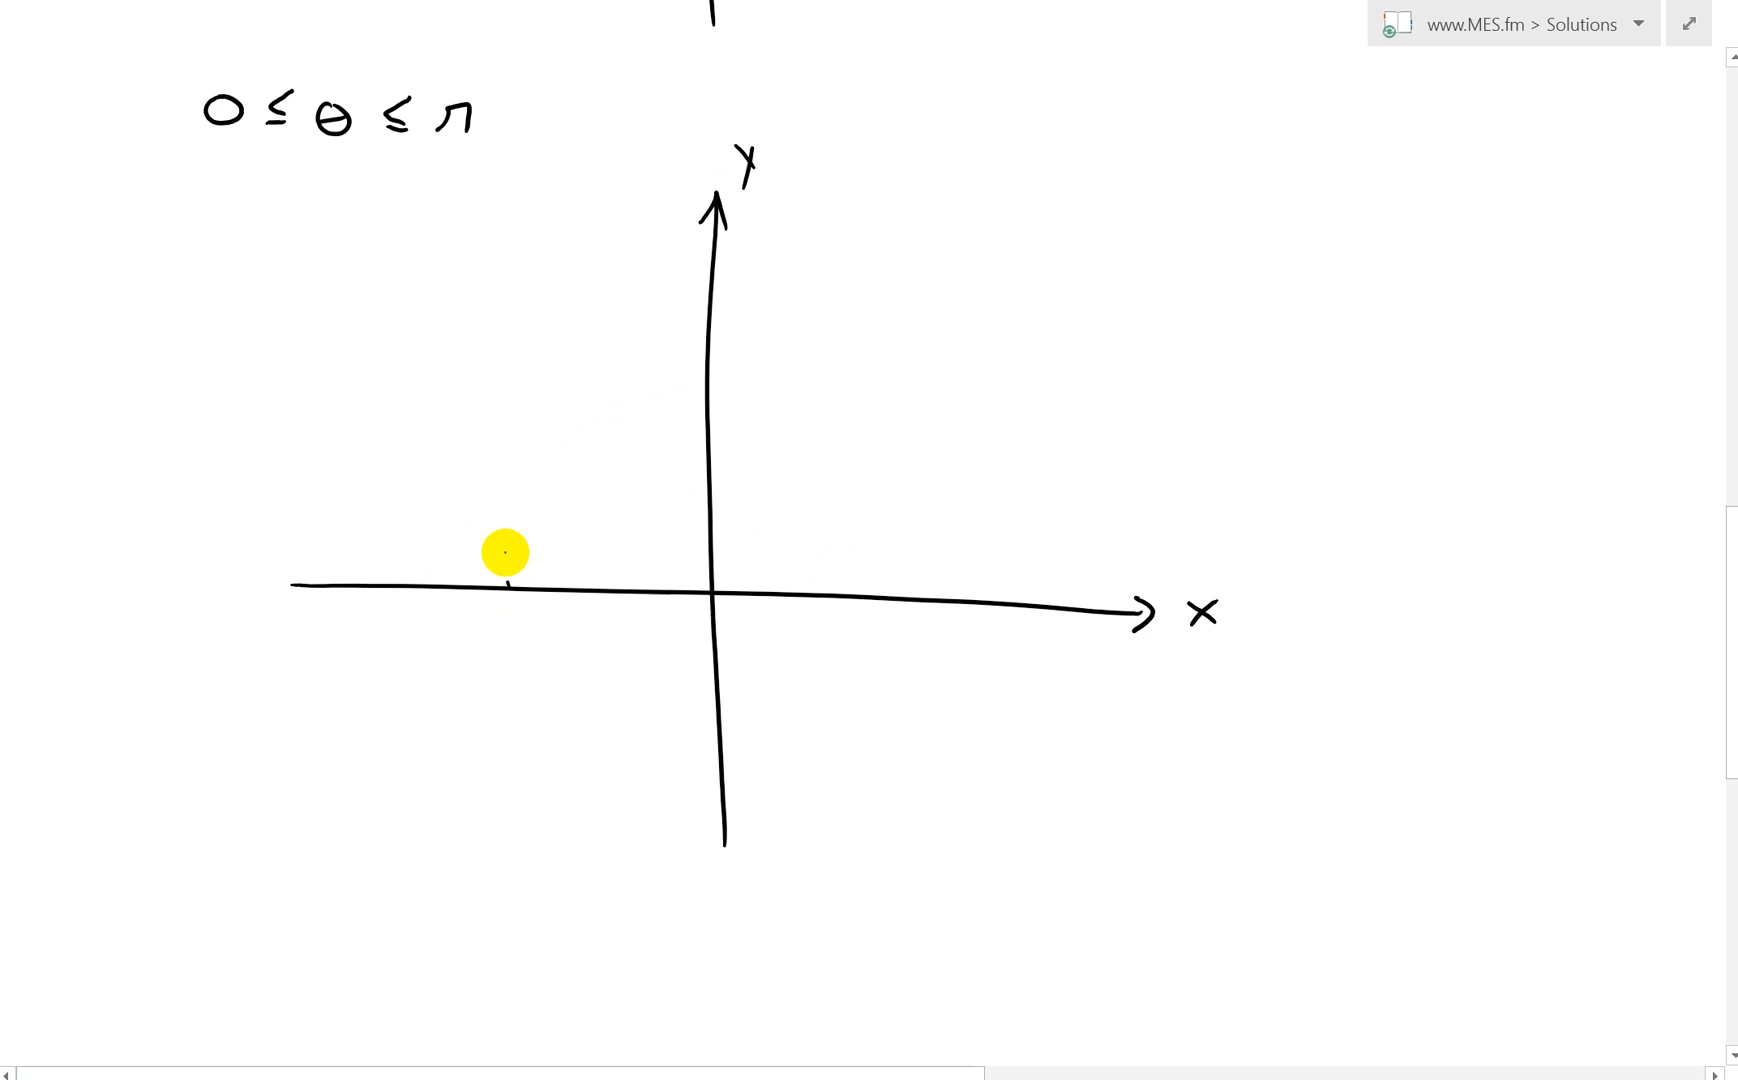 www.MES.fm > Solutions
0 ≤ θ ≤ π
y
x